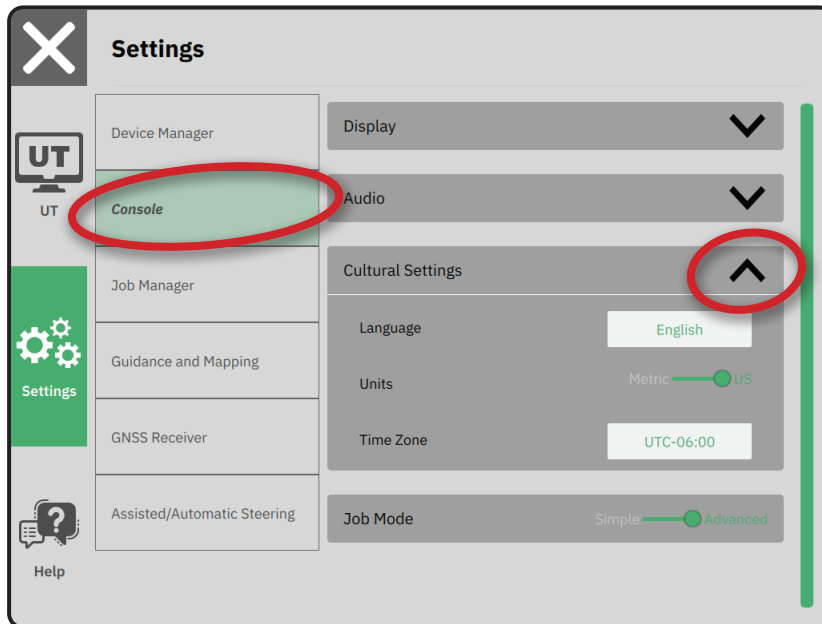 Settings
UT
UT
Settings
?
Help
Device Manager
Console
Job Manager
Guidance and Mapping
GNSS Receiver
Assisted/Automatic Steering
Display
Audio
Cultural Settings
Language English
Units Metric US
Time Zone UTC-06:00
Job Mode Simple Advanced